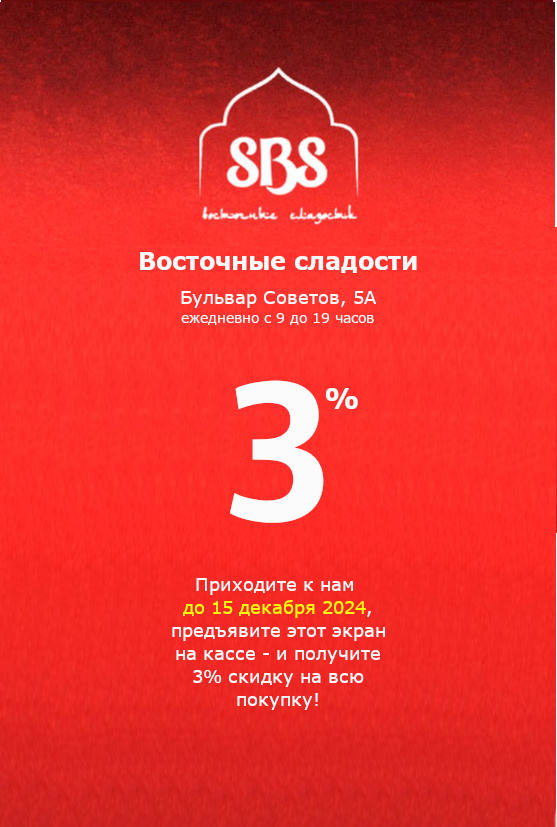 SBS
восточные сладости
Восточные сладости
Бульвар Советов, 5А
ежедневно с 9 до 19 часов
3%
Приходите к нам
до 15 декабря 2024,
предъявите этот экран
на кассе - и получите
3% скидку на всю
покупку!